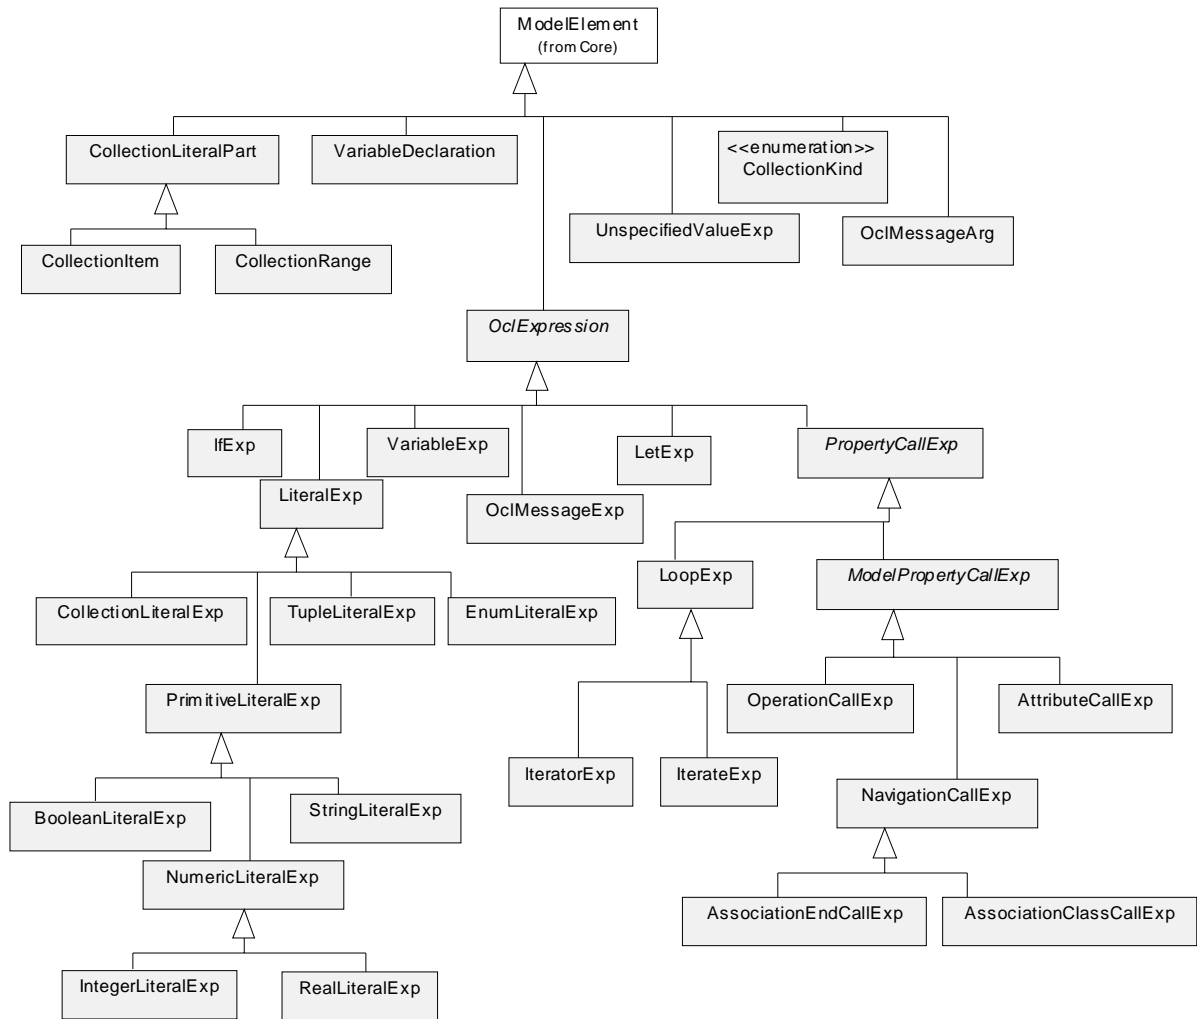 ModelElement
(from Core)
CollectionLiteralPart
VariableDeclaration
<<enumeration>>
CollectionKind
UnspecifiedValueExp
OclMessageArg
CollectionItem
CollectionRange
OclExpression
IfExp
VariableExp
LetExp
PropertyCallExp
LiteralExp
OclMessageExp
LoopExp
ModelPropertyCallExp
CollectionLiteralExp
TupleLiteralExp
EnumLiteralExp
PrimitiveLiteralExp
OperationCallExp
AttributeCallExp
IteratorExp
IterateExp
NavigationCallExp
BooleanLiteralExp
StringLiteralExp
NumericLiteralExp
AssociationEndCallExp
AssociationClassCallExp
IntegerLiteralExp
RealLiteralExp